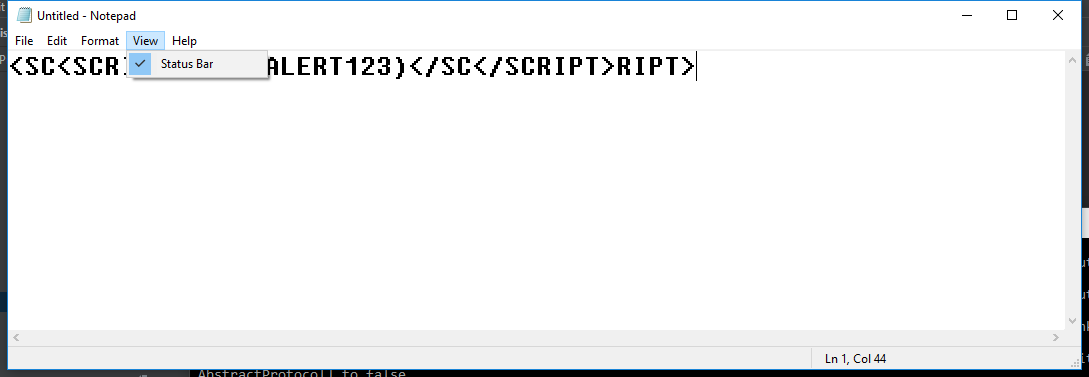 Untitled - Notepad
File Edit Format View Help
Status Bar
<SC<SCRI ALERT123)</SC</SCRIPT>RIPT>
Ln 1, Col 44
AbstractProtocol] to false